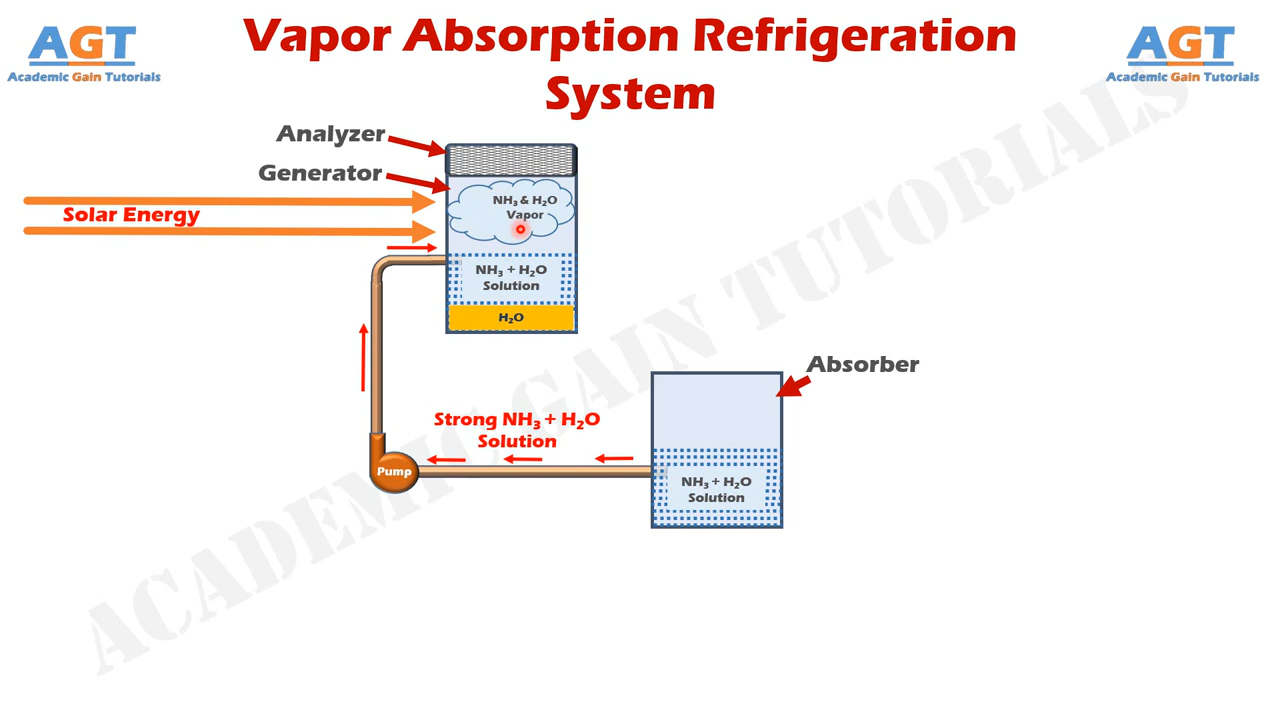 AGT
Academic Gain Tutorials
Vapor Absorption Refrigeration
System
AGT
Academic Gain Tutorials
Analyzer
Generator
Solar Energy
NH₃ & H₂O
Vapor
NH₃ + H₂O
Solution
H₂O
Absorber
Strong NH₃ + H₂O
Solution
Pump
NH₃ + H₂O
Solution
ACADEMIC GAIN TUTORIALS